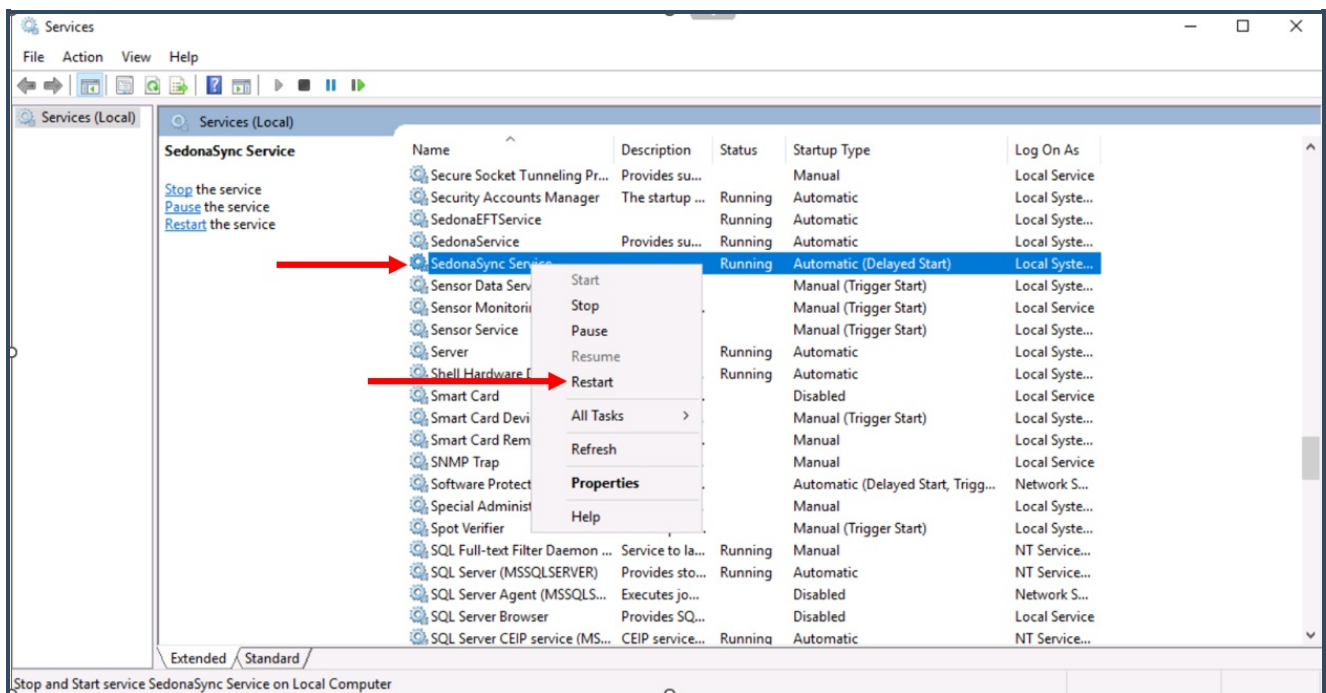 Services
File Action View Help
Services (Local)
Services (Local)
SedonaSync Service
Stop the service
Pause the service
Restart the service
Name Description Status Startup Type Log On As
Secure Socket Tunneling Pr... Provides su... Manual Local Service
Security Accounts Manager The startup ... Running Automatic Local Syste...
SedonaEFTService Running Automatic Local Syste...
SedonaService Provides su... Running Automatic Local Syste...
SedonaSync Service Running Automatic (Delayed Start) Local Syste...
Sensor Data Serv Manual (Trigger Start) Local Syste...
Sensor Monitori Manual (Trigger Start) Local Service
Sensor Service Manual (Trigger Start) Local Syste...
Server Running Automatic Local Syste...
Shell Hardware D Running Automatic Local Syste...
Smart Card Disabled Local Service
Smart Card Devi Manual (Trigger Start) Local Syste...
Smart Card Rem Manual Local Syste...
SNMP Trap Manual Local Service
Software Protect Automatic (Delayed Start, Trigg... Network S...
Special Administ Manual Local Syste...
Spot Verifier Manual (Trigger Start) Local Syste...
SQL Full-text Filter Daemon ... Service to la... Running Manual NT Service...
SQL Server (MSSQLSERVER) Provides sto... Running Automatic NT Service...
SQL Server Agent (MSSQLS... Executes jo... Disabled Network S...
SQL Server Browser Provides SQ... Disabled Local Service
SQL Server CEIP service (MS... CEIP service... Running Automatic NT Service...
Start
Stop
Pause
Resume
Restart
All Tasks >
Refresh
Properties
Help
Extended Standard
Stop and Start service SedonaSync Service on Local Computer